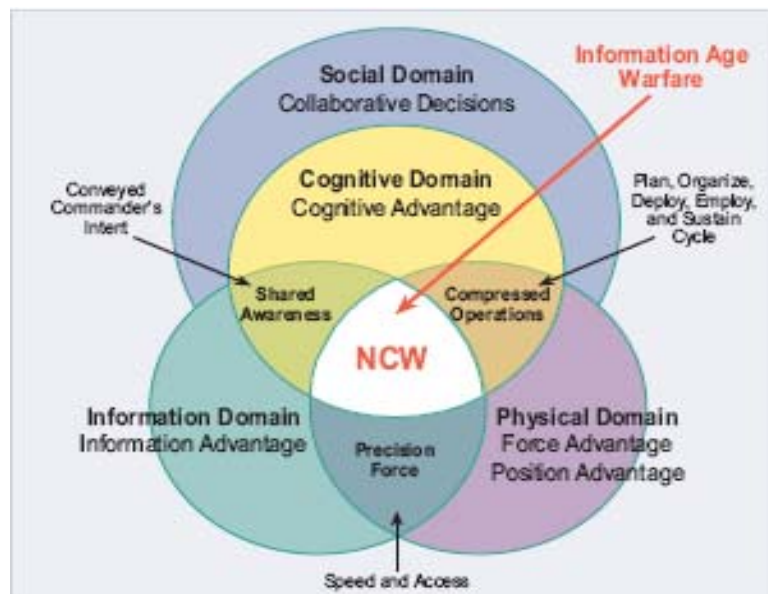 Information Age
Warfare
Social Domain
Collaborative Decisions
Conveyed
Commander's
Intent
Cognitive Domain
Cognitive Advantage
Plan, Organize,
Deploy, Employ,
and Sustain
Cycle
Shared
Awareness
Compressed
Operations
NCW
Information Domain
Information Advantage
Physical Domain
Force Advantage
Position Advantage
Precision
Force
Speed and Access